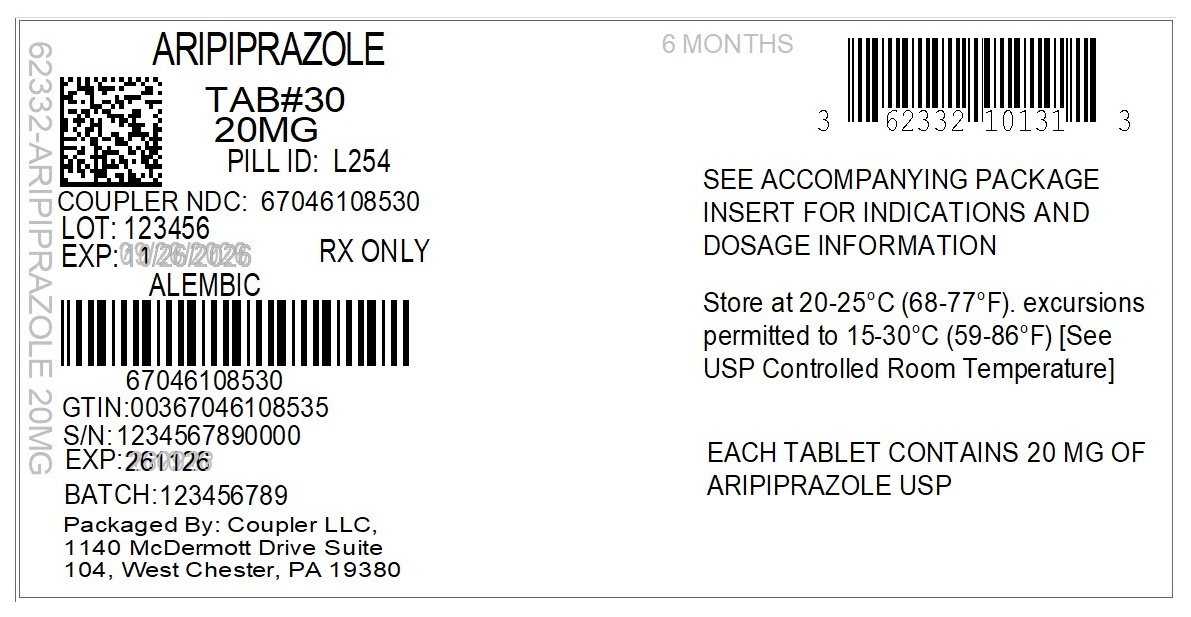 62332-ARIPIPRAZOLE 20MG
ARIPIPRAZOLE
TAB#30
20MG
PILL ID: L254
COUPLER NDC: 67046108530
LOT: 123456
EXP:
RX ONLY
ALEMBIC
67046108530
GTIN:00367046108535
S/N:1234567890000
EXP:
BATCH:123456789
Packaged By: Coupler LLC,
1140 McDermott Drive Suite
104, West Chester, PA 19380
6 MONTHS
3 62332 10131 3
SEE ACCOMPANYING PACKAGE
INSERT FOR INDICATIONS AND
DOSAGE INFORMATION
Store at 20-25°C (68-77°F). excursions
permitted to 15-30°C (59-86°F) [See
USP Controlled Room Temperature]
EACH TABLET CONTAINS 20 MG OF
ARIPIPRAZOLE USP